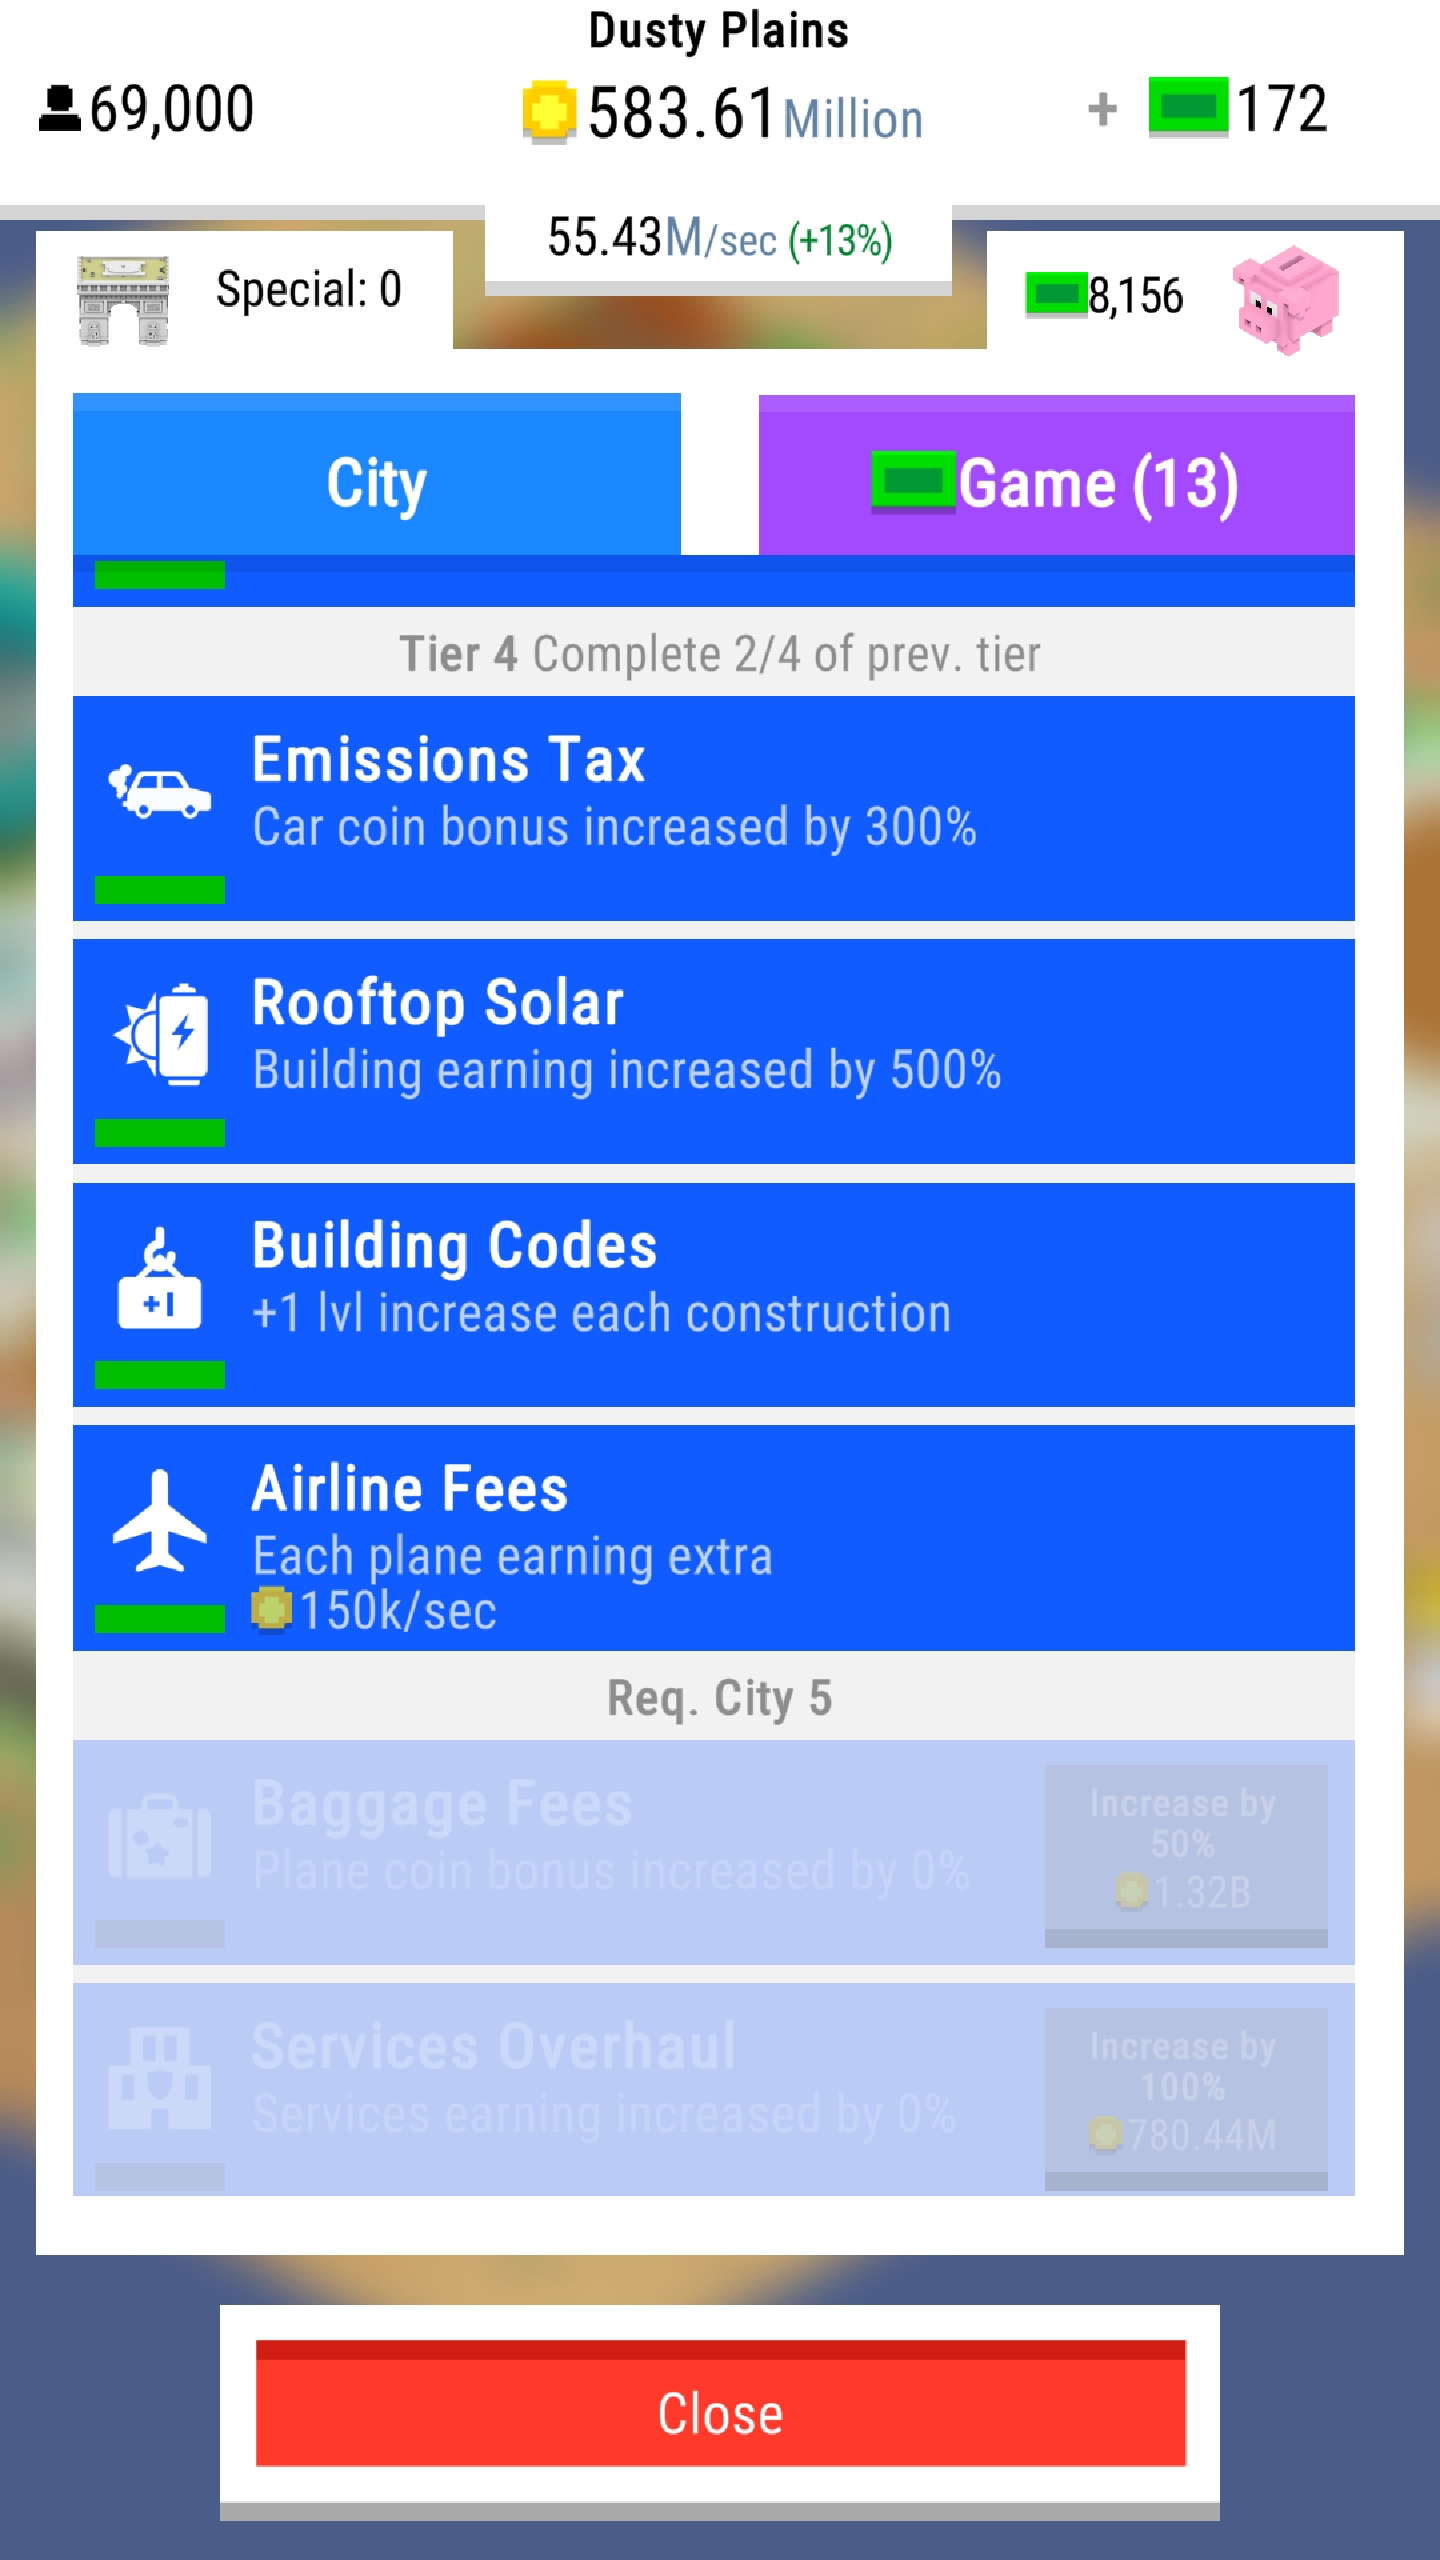 Dusty Plains
69,000
583.61 Million
+ 172
55.43M/sec (+13%)
Special: 0
8,156
City
Game (13)
Tier 4 Complete 2/4 of prev. tier
Emissions Tax
Car coin bonus increased by 300%
Rooftop Solar
Building earning increased by 500%
+1
Building Codes
+1 lvl increase each construction
Airline Fees
Each plane earning extra
150k/sec
Req. City 5
Baggage Fees
Plane coin bonus increased by 0%
Increase by
50%
1.32B
Services Overhaul
Services earning increased by 0%
Increase by
100%
780.44M
Close